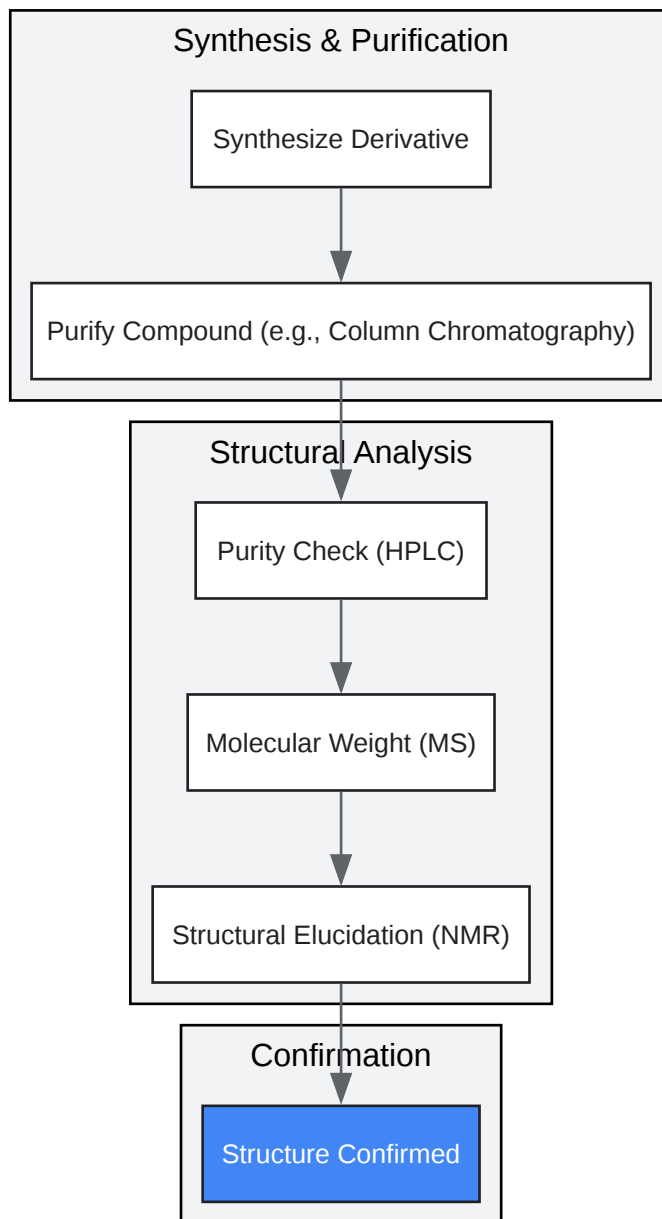 Synthesis & Purification
Synthesize Derivative
Purify Compound (e.g., Column Chromatography)
Structural Analysis
Purity Check (HPLC)
Molecular Weight (MS)
Structural Elucidation (NMR)
Confirmation
Structure Confirmed